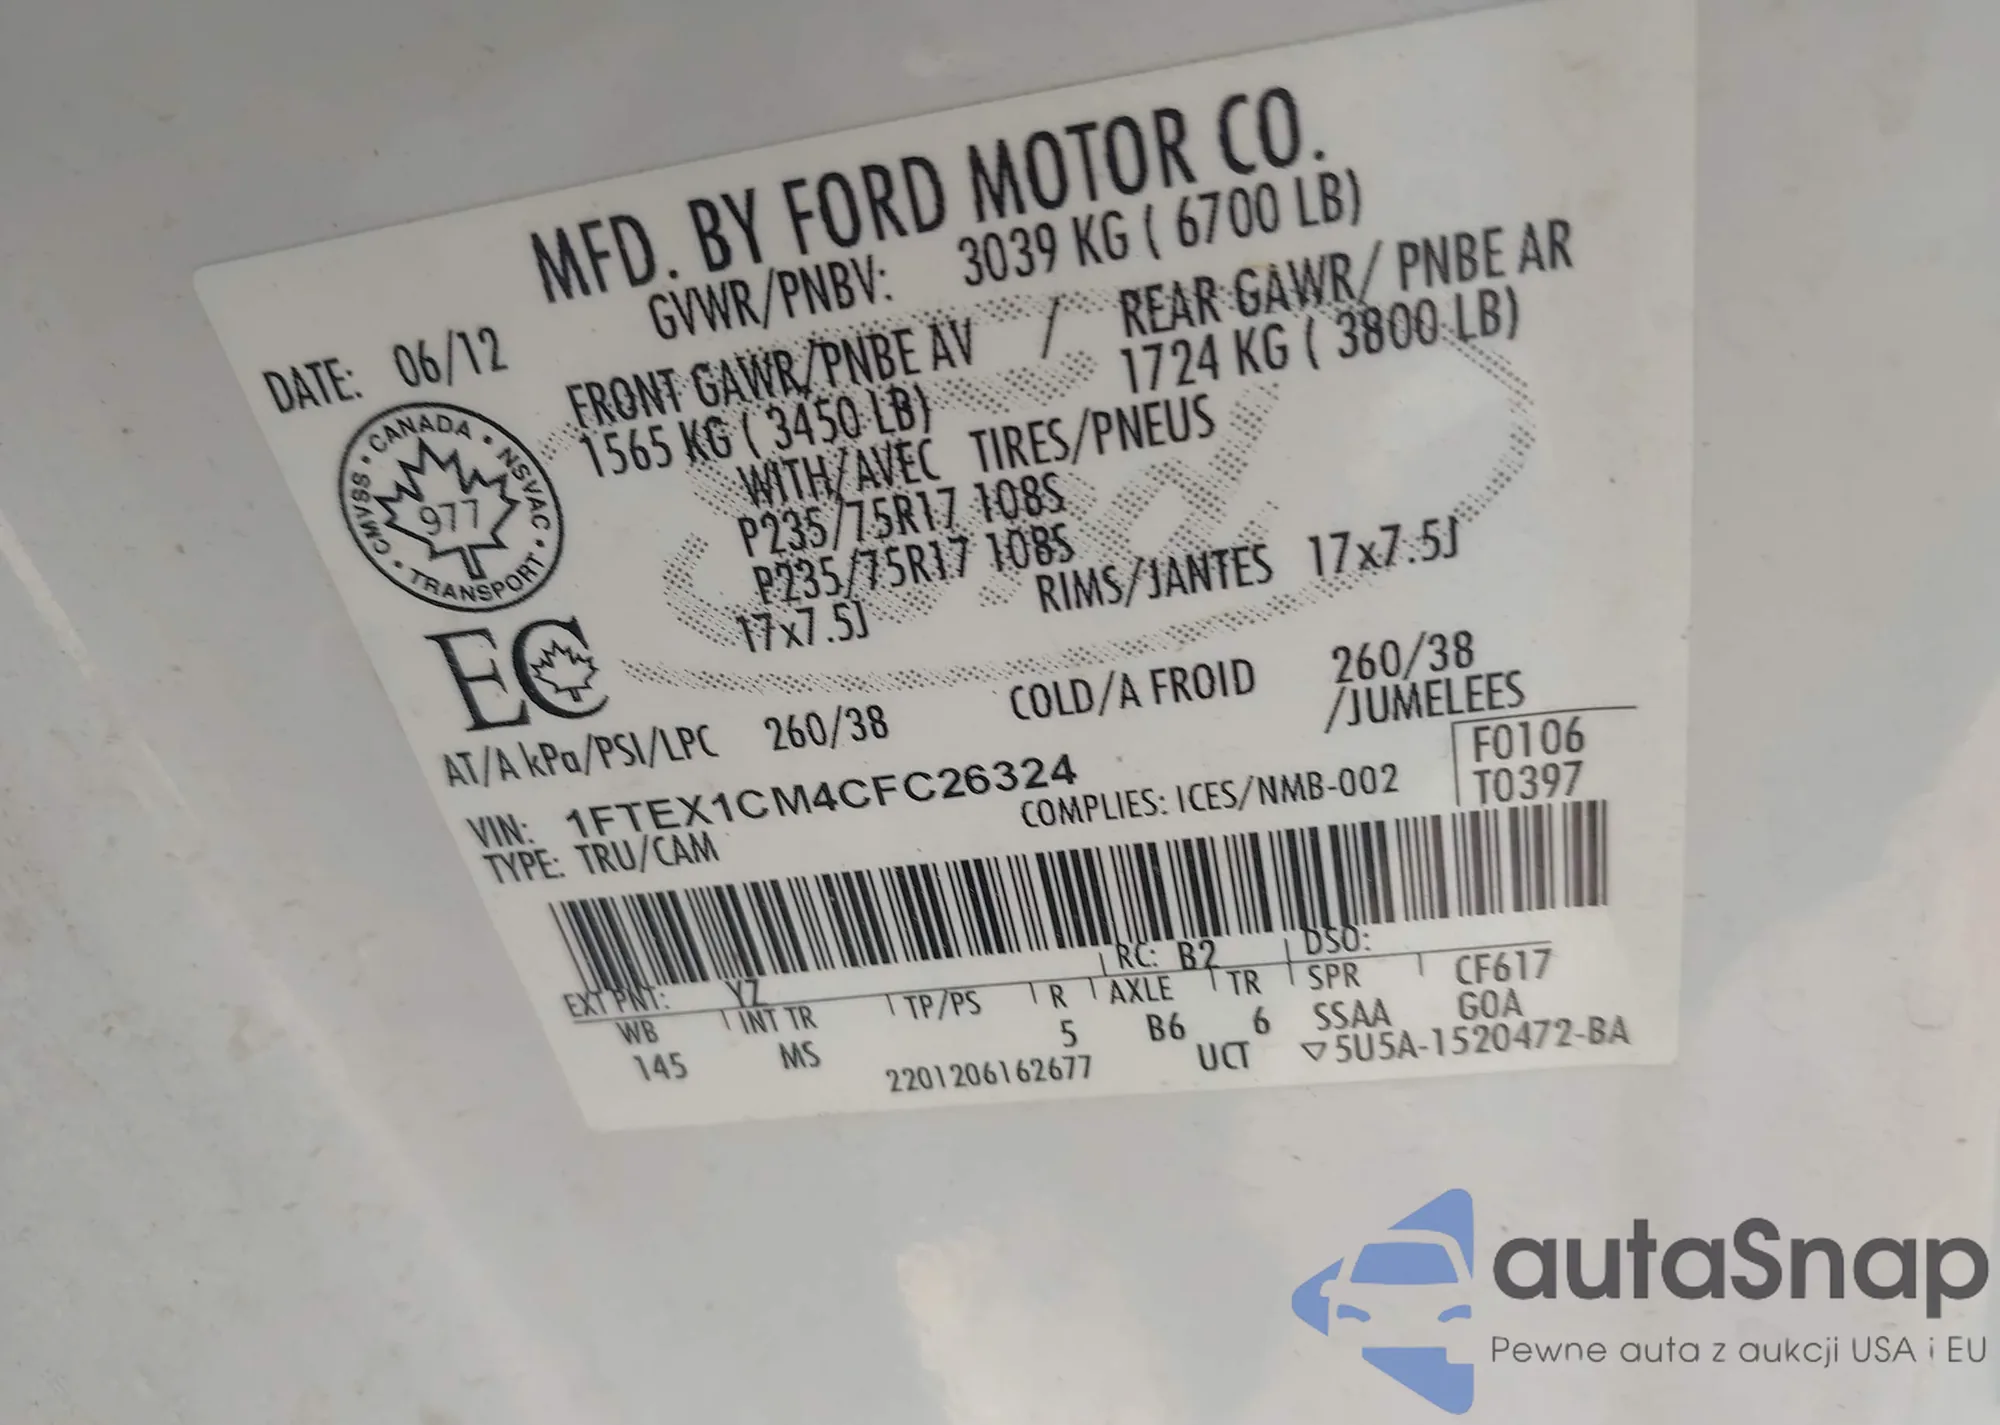 MFD. BY FORD MOTOR CO.
DATE: 06/12
GVWR/PNBV: 3039 KG ( 6700 LB)
FRONT GAWR/PNBE AV / REAR GAWR/ PNBE AR
1565 KG ( 3450 LB) 1724 KG ( 3800 LB)
WITH/AVEC TIRES/PNEUS
P235/75R17 108S
P235/75R17 108S
17x7.5J RIMS/JANTES 17x7.5J
CANADA • NSVAC • TRANSPORT • CMVSS •
977
EC
AT/A kPa/PSI/LPC 260/38 COLD/A FROID 260/38
/JUMELEES
VIN: 1FTEX1CM4CFC26324
TYPE: TRU/CAM
COMPLIES: ICES/NMB-002
F0106
T0397
EXT PNT: YZ RC: B2 DSO:
WB INT TR TP/PS R AXLE TR SPR CF617
145 MS 5 B6 6 SSAA GOA
2201206162677 UCT ▽5U5A-1520472-BA
autaSnap
Pewne auta z aukcji USA i EU